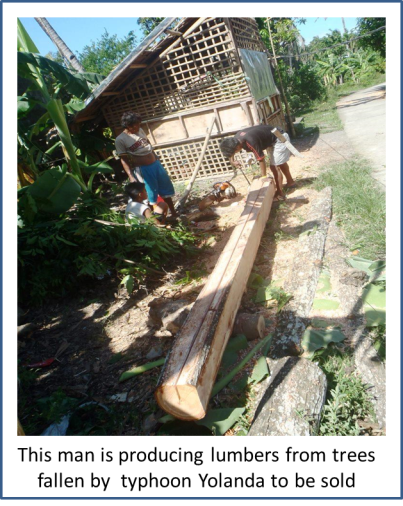 This man is producing lumbers from trees
fallen by typhoon Yolanda to be sold